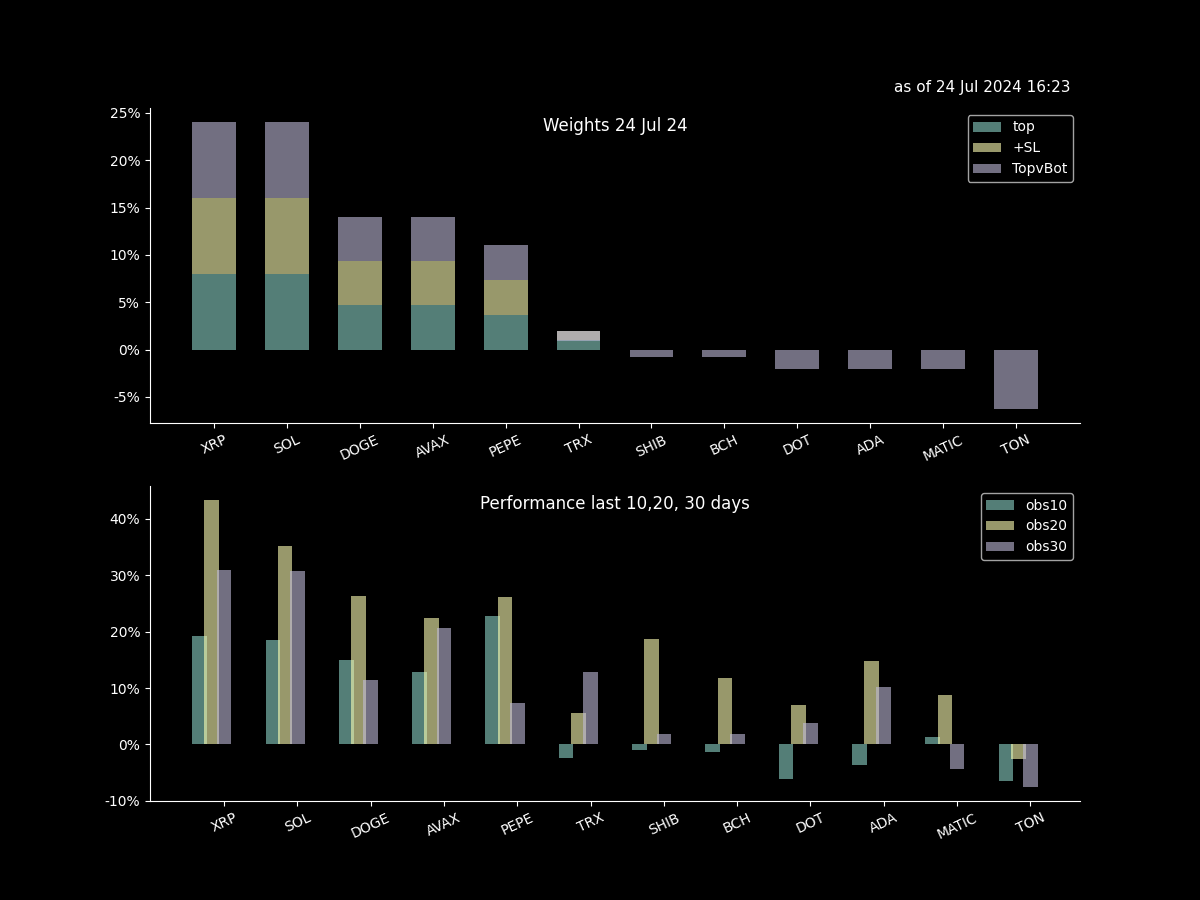 as of 24 Jul 2024 16:23
Weights 24 Jul 24
top
+SL
TopvBot
25%
20%
15%
10%
5%
0%
-5%
XRP SOL DOGE AVAX PEPE TRX SHIB BCH DOT ADA MATIC TON
Performance last 10,20, 30 days
obs10
obs20
obs30
40%
30%
20%
10%
0%
-10%
XRP SOL DOGE AVAX PEPE TRX SHIB BCH DOT ADA MATIC TON